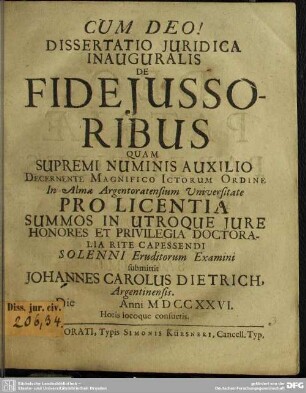 CUM DEO!
DISSERTATIO JURIDICA
INAUGURALIS
DE
FIDEJUSSO-
RIBUS
QUAM
SUPREMI NUMINIS AUXILIO
DECERNENTE MAGNIFICO ICTORUM ORDINE
In Almæ Argentoratensium Universitate
PRO LICENTIA
SUMMOS IN UTROQUE JURE
HONORES ET PRIVILEGIA DOCTORA-
LIA RITE CAPESSENDI
SOLENNI Eruditorum Examini
submittit
JOHANNES CAROLUS DIETRICH,
Argentinensis.
Die Anni MDCCXXVI.
Horis locoque consuetis.
ORATI, Typis SIMONIS KÜRSNERI, Cancell. Typ.
Diss. jur. civ.
206,34